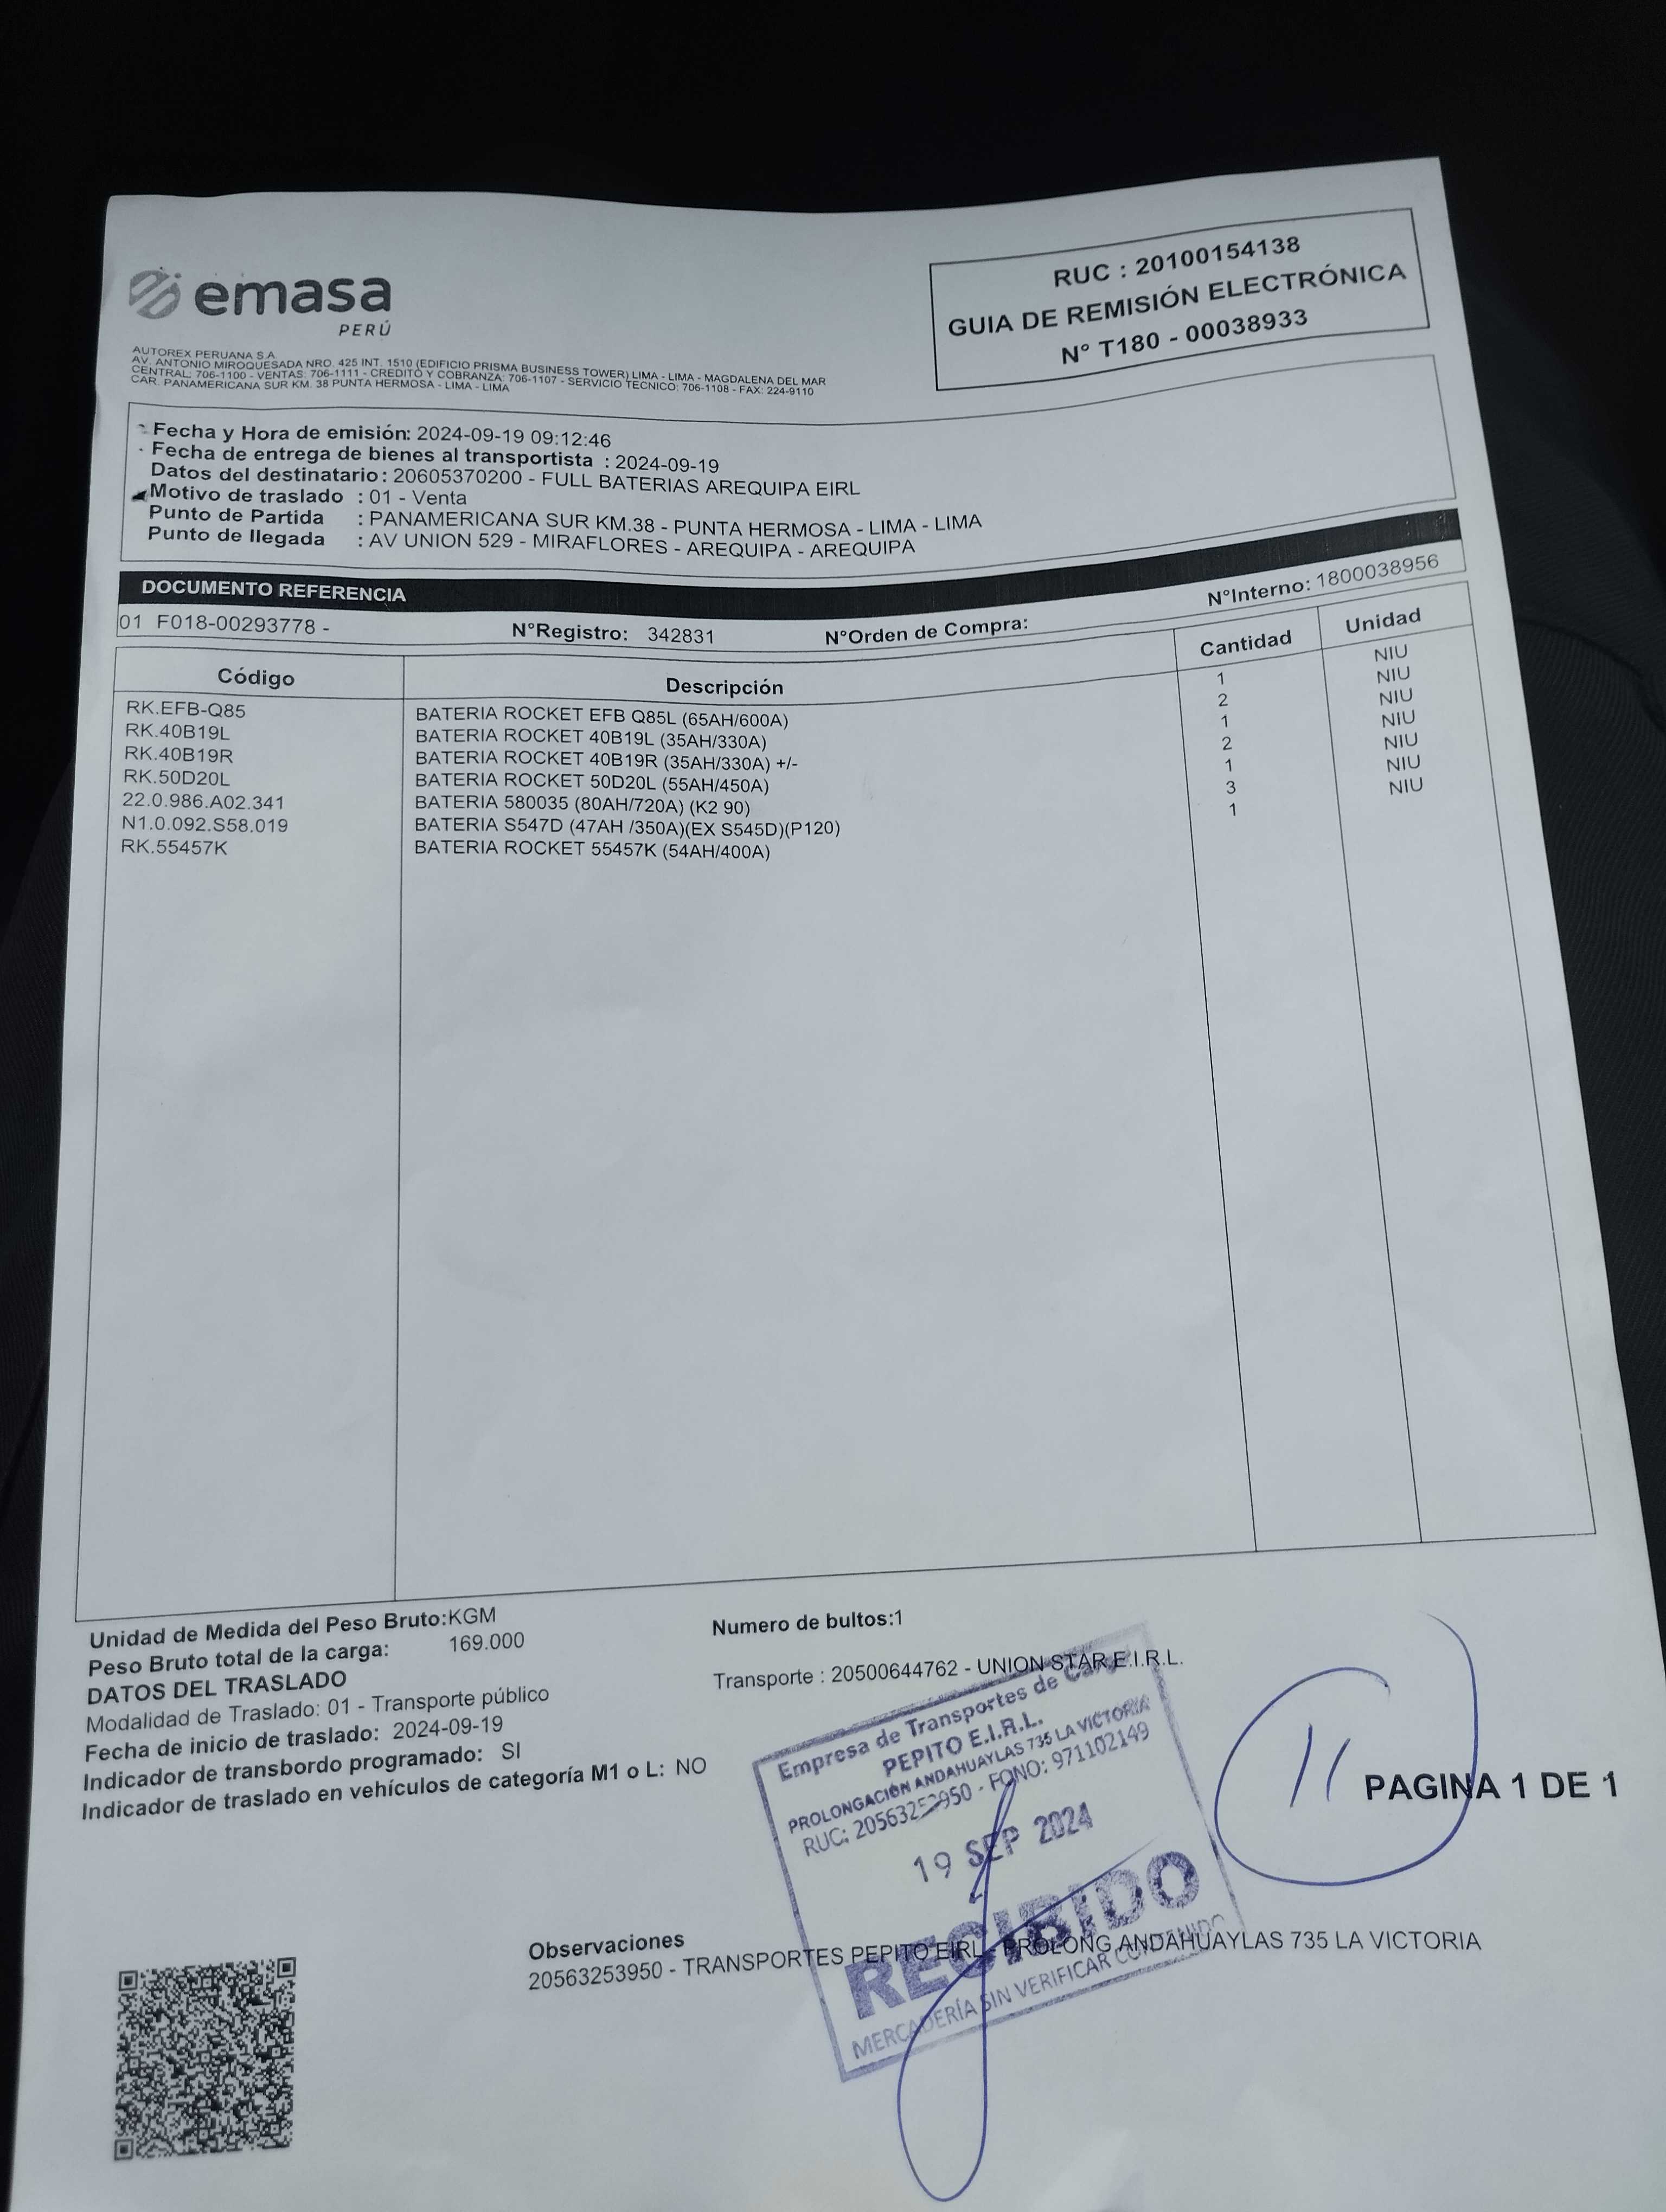 emasa
PERÚ
RUC : 20100154138
GUIA DE REMISIÓN ELECTRÓNICA
N° T180 - 00038933
AUTOREX PERUANA S.A
AV. ANTONIO MIROQUESADA NRO. 425 INT. 1510 (EDIFICIO PRISMA BUSINESS TOWER) LIMA - LIMA - MAGDALENA DEL MAR
CENTRAL: 706-1100 - VENTAS: 706-1111 - CREDITO Y COBRANZA: 706-1107 - SERVICIO TECNICO: 706-1108 - FAX: 224-9110
CAR. PANAMERICANA SUR KM. 38 PUNTA HERMOSA - LIMA - LIMA
Fecha y Hora de emisión: 2024-09-19 09:12:46
Fecha de entrega de bienes al transportista : 2024-09-19
Datos del destinatario : 20605370200 - FULL BATERIAS AREQUIPA EIRL
Motivo de traslado : 01 - Venta
Punto de Partida : PANAMERICANA SUR KM.38 - PUNTA HERMOSA - LIMA - LIMA
Punto de llegada : AV UNION 529 - MIRAFLORES - AREQUIPA - AREQUIPA
DOCUMENTO REFERENCIA
01 F018-00293778 - N°Registro: 342831 N°Orden de Compra: N°Interno: 1800038956
Código Descripción Cantidad Unidad
RK.EFB-Q85 BATERIA ROCKET EFB Q85L (65AH/600A) 1 NIU
RK.40B19L BATERIA ROCKET 40B19L (35AH/330A) 2 NIU
RK.40B19R BATERIA ROCKET 40B19R (35AH/330A) +/- 1 NIU
RK.50D20L BATERIA ROCKET 50D20L (55AH/450A) 2 NIU
22.0.986.A02.341 BATERIA 580035 (80AH/720A) (K2 90) 1 NIU
N1.0.092.S58.019 BATERIA S547D (47AH /350A)(EX S545D)(P120) 3 NIU
RK.55457K BATERIA ROCKET 55457K (54AH/400A) 1 NIU
Unidad de Medida del Peso Bruto:KGM Numero de bultos:1
Peso Bruto total de la carga: 169.000
DATOS DEL TRASLADO Transporte : 20500644762 - UNION STAR E.I.R.L.
Modalidad de Traslado: 01 - Transporte público
Fecha de inicio de traslado: 2024-09-19
Indicador de transbordo programado: SI
Indicador de traslado en vehículos de categoría M1 o L: NO
Empresa de Transportes de Carga
PEPITO E.I.R.L.
PROLONGACIÓN ANDAHUAYLAS 735 LA VICTORIA
RUC: 20563253950 - FONO: 971102149
19 SEP 2024
RECIBIDO
MERCADERÍA SIN VERIFICAR CONTENIDO
11
PAGINA 1 DE 1
Observaciones
20563253950 - TRANSPORTES PEPITO EIRL - PROLONG ANDAHUAYLAS 735 LA VICTORIA